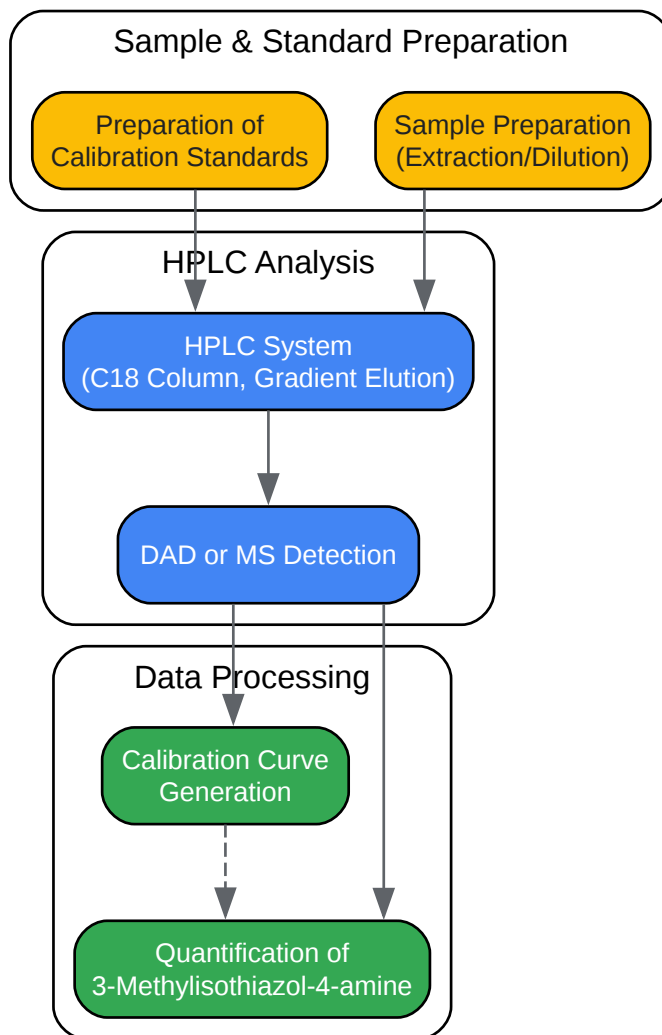 Sample & Standard Preparation
Preparation of
Calibration Standards
Sample Preparation
(Extraction/Dilution)
HPLC Analysis
HPLC System
(C18 Column, Gradient Elution)
DAD or MS Detection
Data Processing
Calibration Curve
Generation
Quantification of
3-Methylisothiazol-4-amine